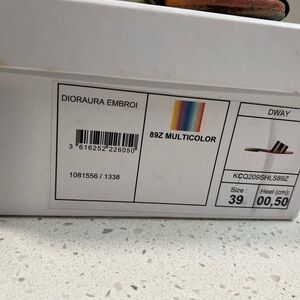 DIORAURA EMBROI
3 616252 226050
1081556 / 1338
89Z MULTICOLOR
DWAY
KCQ209SHLS89Z
Size :
39
Heel (cm):
00,50